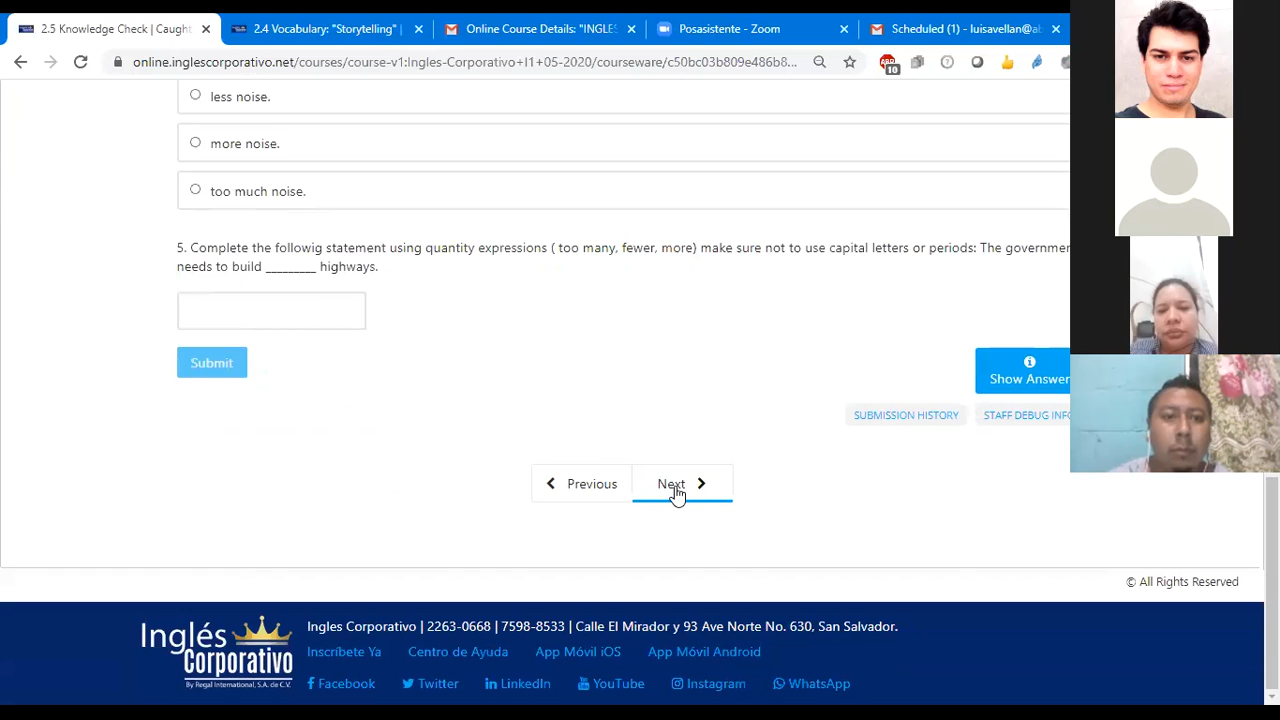 2.5 Knowledge Check | Caught
2.4 Vocabulary: "Storytelling" |
Online Course Details: "INGLES
Posasistente - Zoom
Scheduled (1) - luisavellan@ab
online.inglescorporativo.net/courses/course-v1:Ingles-Corporativo+I1+05-2020/courseware/c50bc033309e486b8...
10
less noise.
more noise.
too much noise.
5. Complete the followig statement using quantity expressions ( too many, fewer, more) make sure not to use capital letters or periods: The governmen
needs to build _________ highways.
Submit
Show Answer
SUBMISSION HISTORY
STAFF DEBUG INFO
Previous
Next
© All Rights Reserved
Inglés
Corporativo
By Regal International, S.A. de C.V.
Ingles Corporativo | 2263-0668 | 7598-8533 | Calle El Mirador y 93 Ave Norte No. 630, San Salvador.
Inscríbete Ya
Centro de Ayuda
App Móvil iOS
App Móvil Android
Facebook
Twitter
LinkedIn
YouTube
Instagram
WhatsApp